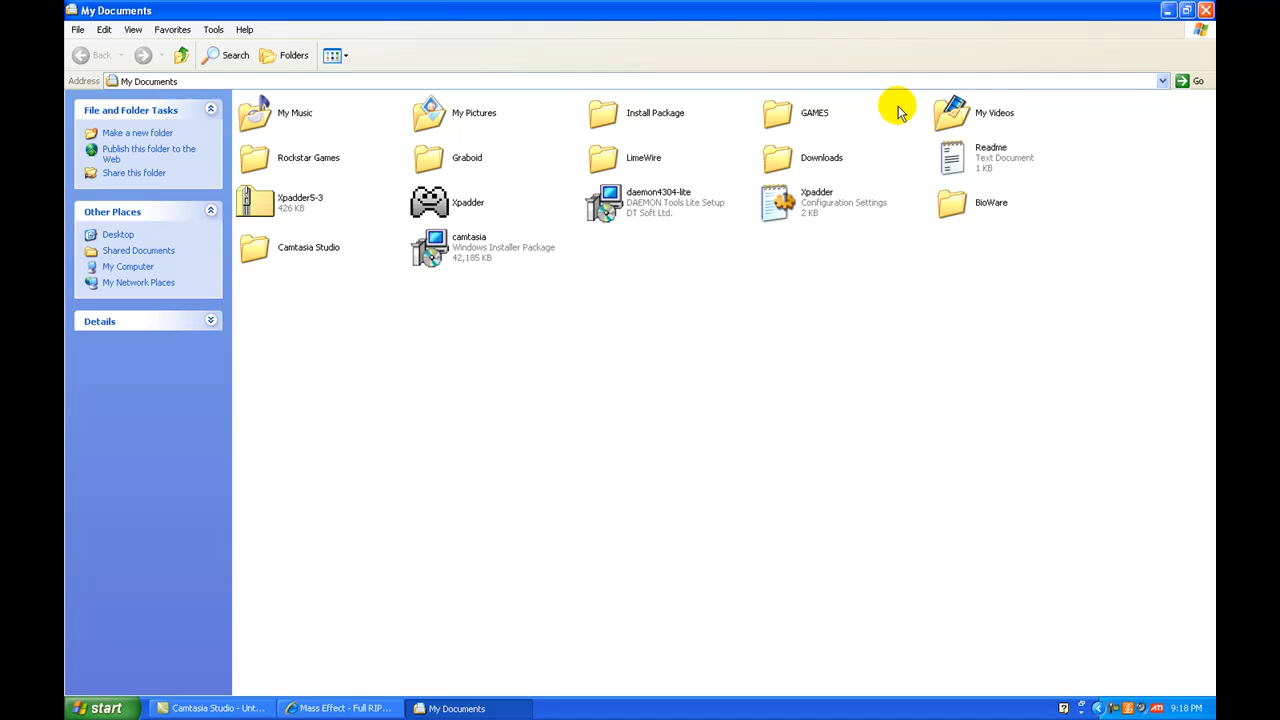 My Documents
File Edit View Favorites Tools Help
Back Search Folders
Address My Documents Go
File and Folder Tasks
Make a new folder
Publish this folder to the
Web
Share this folder
Other Places
Desktop
Shared Documents
My Computer
My Network Places
Details
My Music My Pictures Install Package GAMES My Videos
Rockstar Games Graboid LimeWire Downloads Readme
Text Document
1 KB
Xpadder5-3
426 KB
Xpadder
daemon4304-lite
DAEMON Tools Lite Setup
DT Soft Ltd.
Xpadder
Configuration Settings
2 KB
BioWare
Camtasia Studio
camtasia
Windows Installer Package
42,185 KB
start Camtasia Studio - Unt... Mass Effect - Full RIP... My Documents 9:18 PM